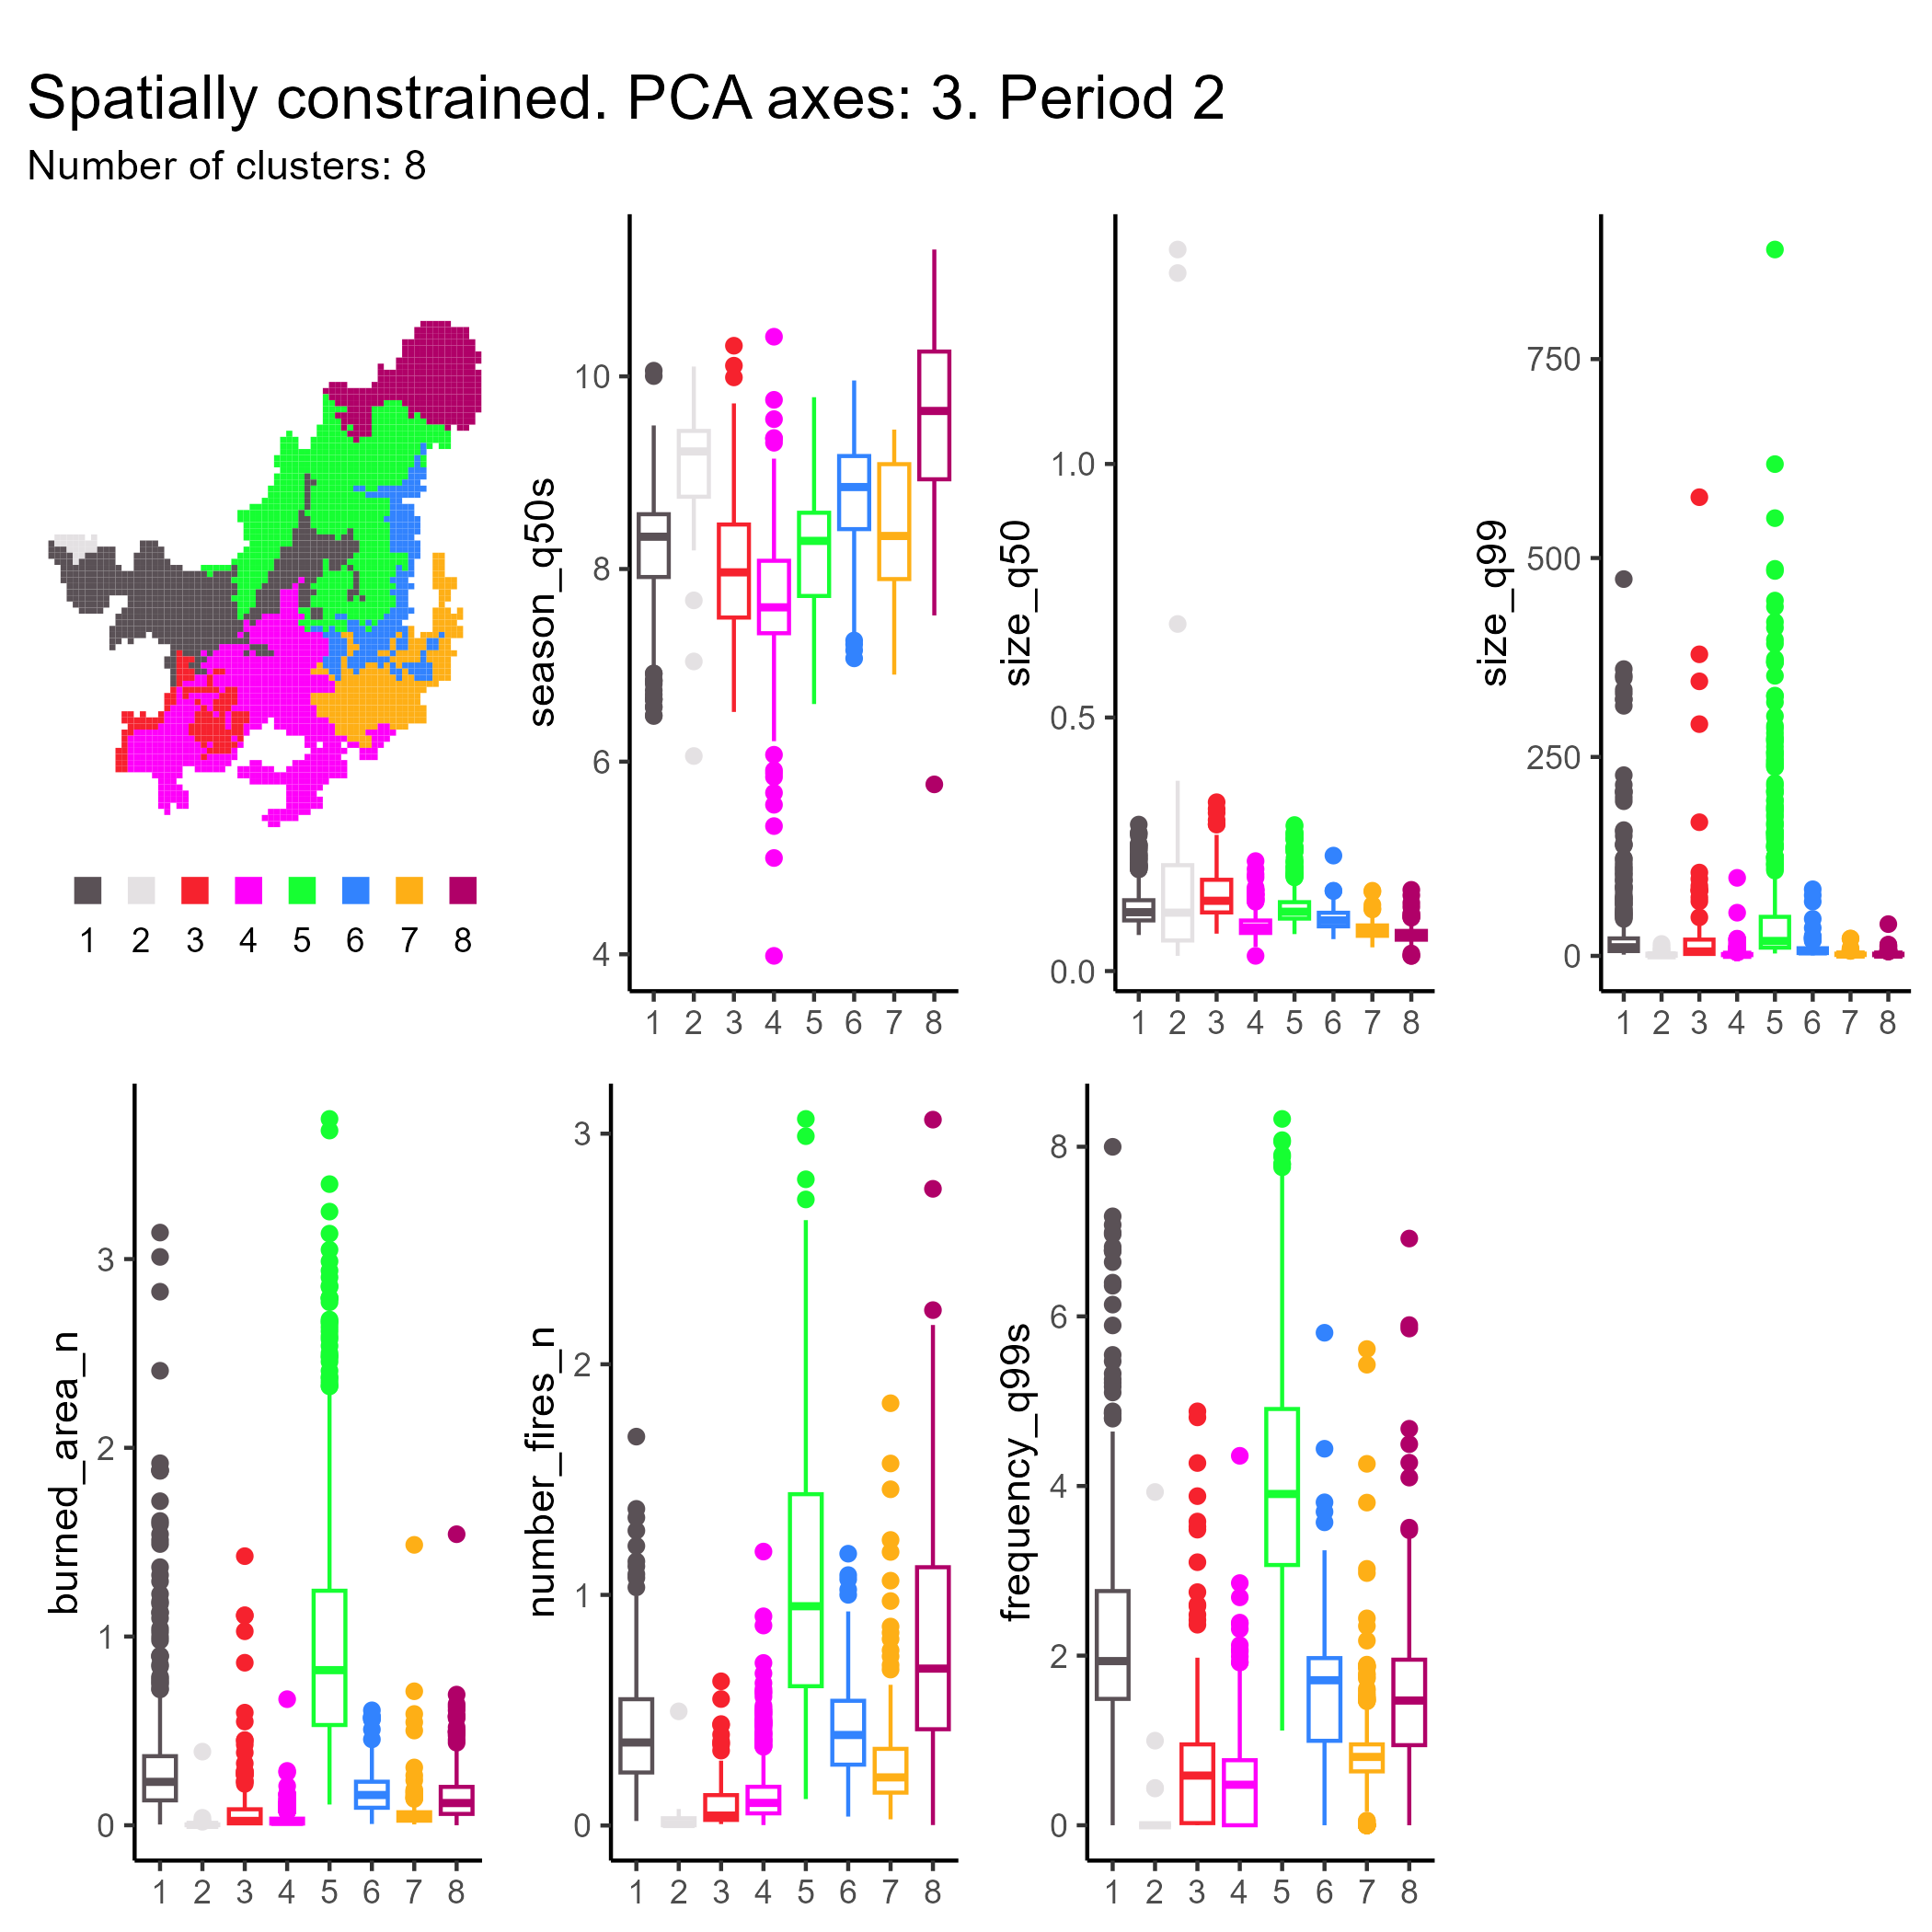 Spatially constrained. PCA axes: 3. Period 2
Number of clusters: 8
1 2 3 4 5 6 7 8
season_q50s
10
8
6
4
1 2 3 4 5 6 7 8
size_q50
1.0
0.5
0.0
1 2 3 4 5 6 7 8
size_q99
750
500
250
0
1 2 3 4 5 6 7 8
burned_area_n
3
2
1
0
1 2 3 4 5 6 7 8
number_fires_n
3
2
1
0
1 2 3 4 5 6 7 8
frequency_q99s
8
6
4
2
0
1 2 3 4 5 6 7 8